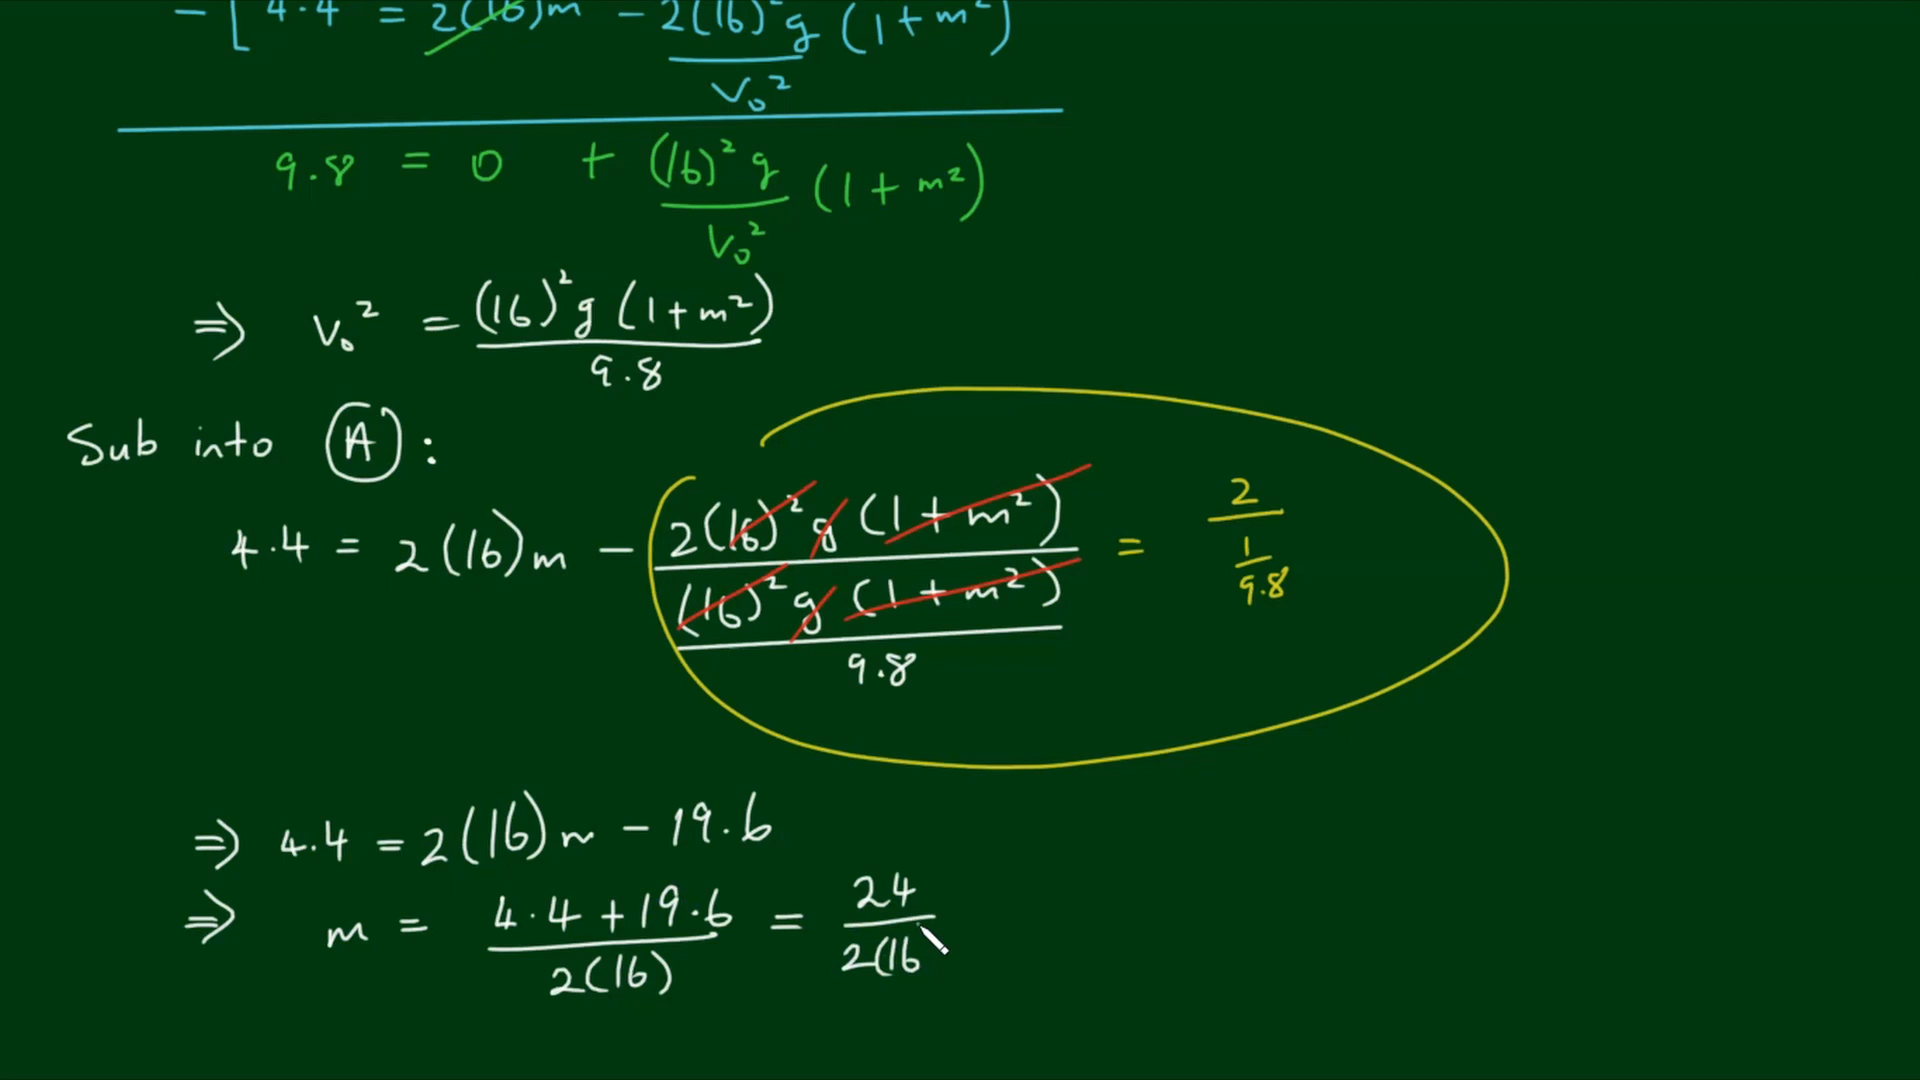 - [ 4.4 = 2(16)m - 2(16)²g/V₀² (1+m²)
9.8 = 0 + (16)²g/V₀² (1+m²)
⇒ V₀² = (16)²g(1+m²)/9.8
Sub into Ⓐ:
4.4 = 2(16)m - 2(16)²g(1+m²)/((16)²g(1+m²)/9.8) = 2/(1/9.8)
⇒ 4.4 = 2(16)m - 19.6
⇒ m = (4.4+19.6)/2(16) = 24/2(16